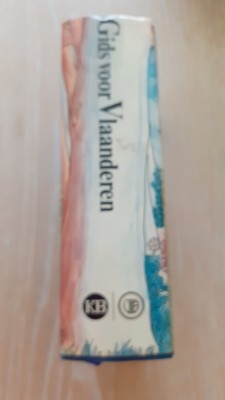 Gids voor Vlaanderen
KB